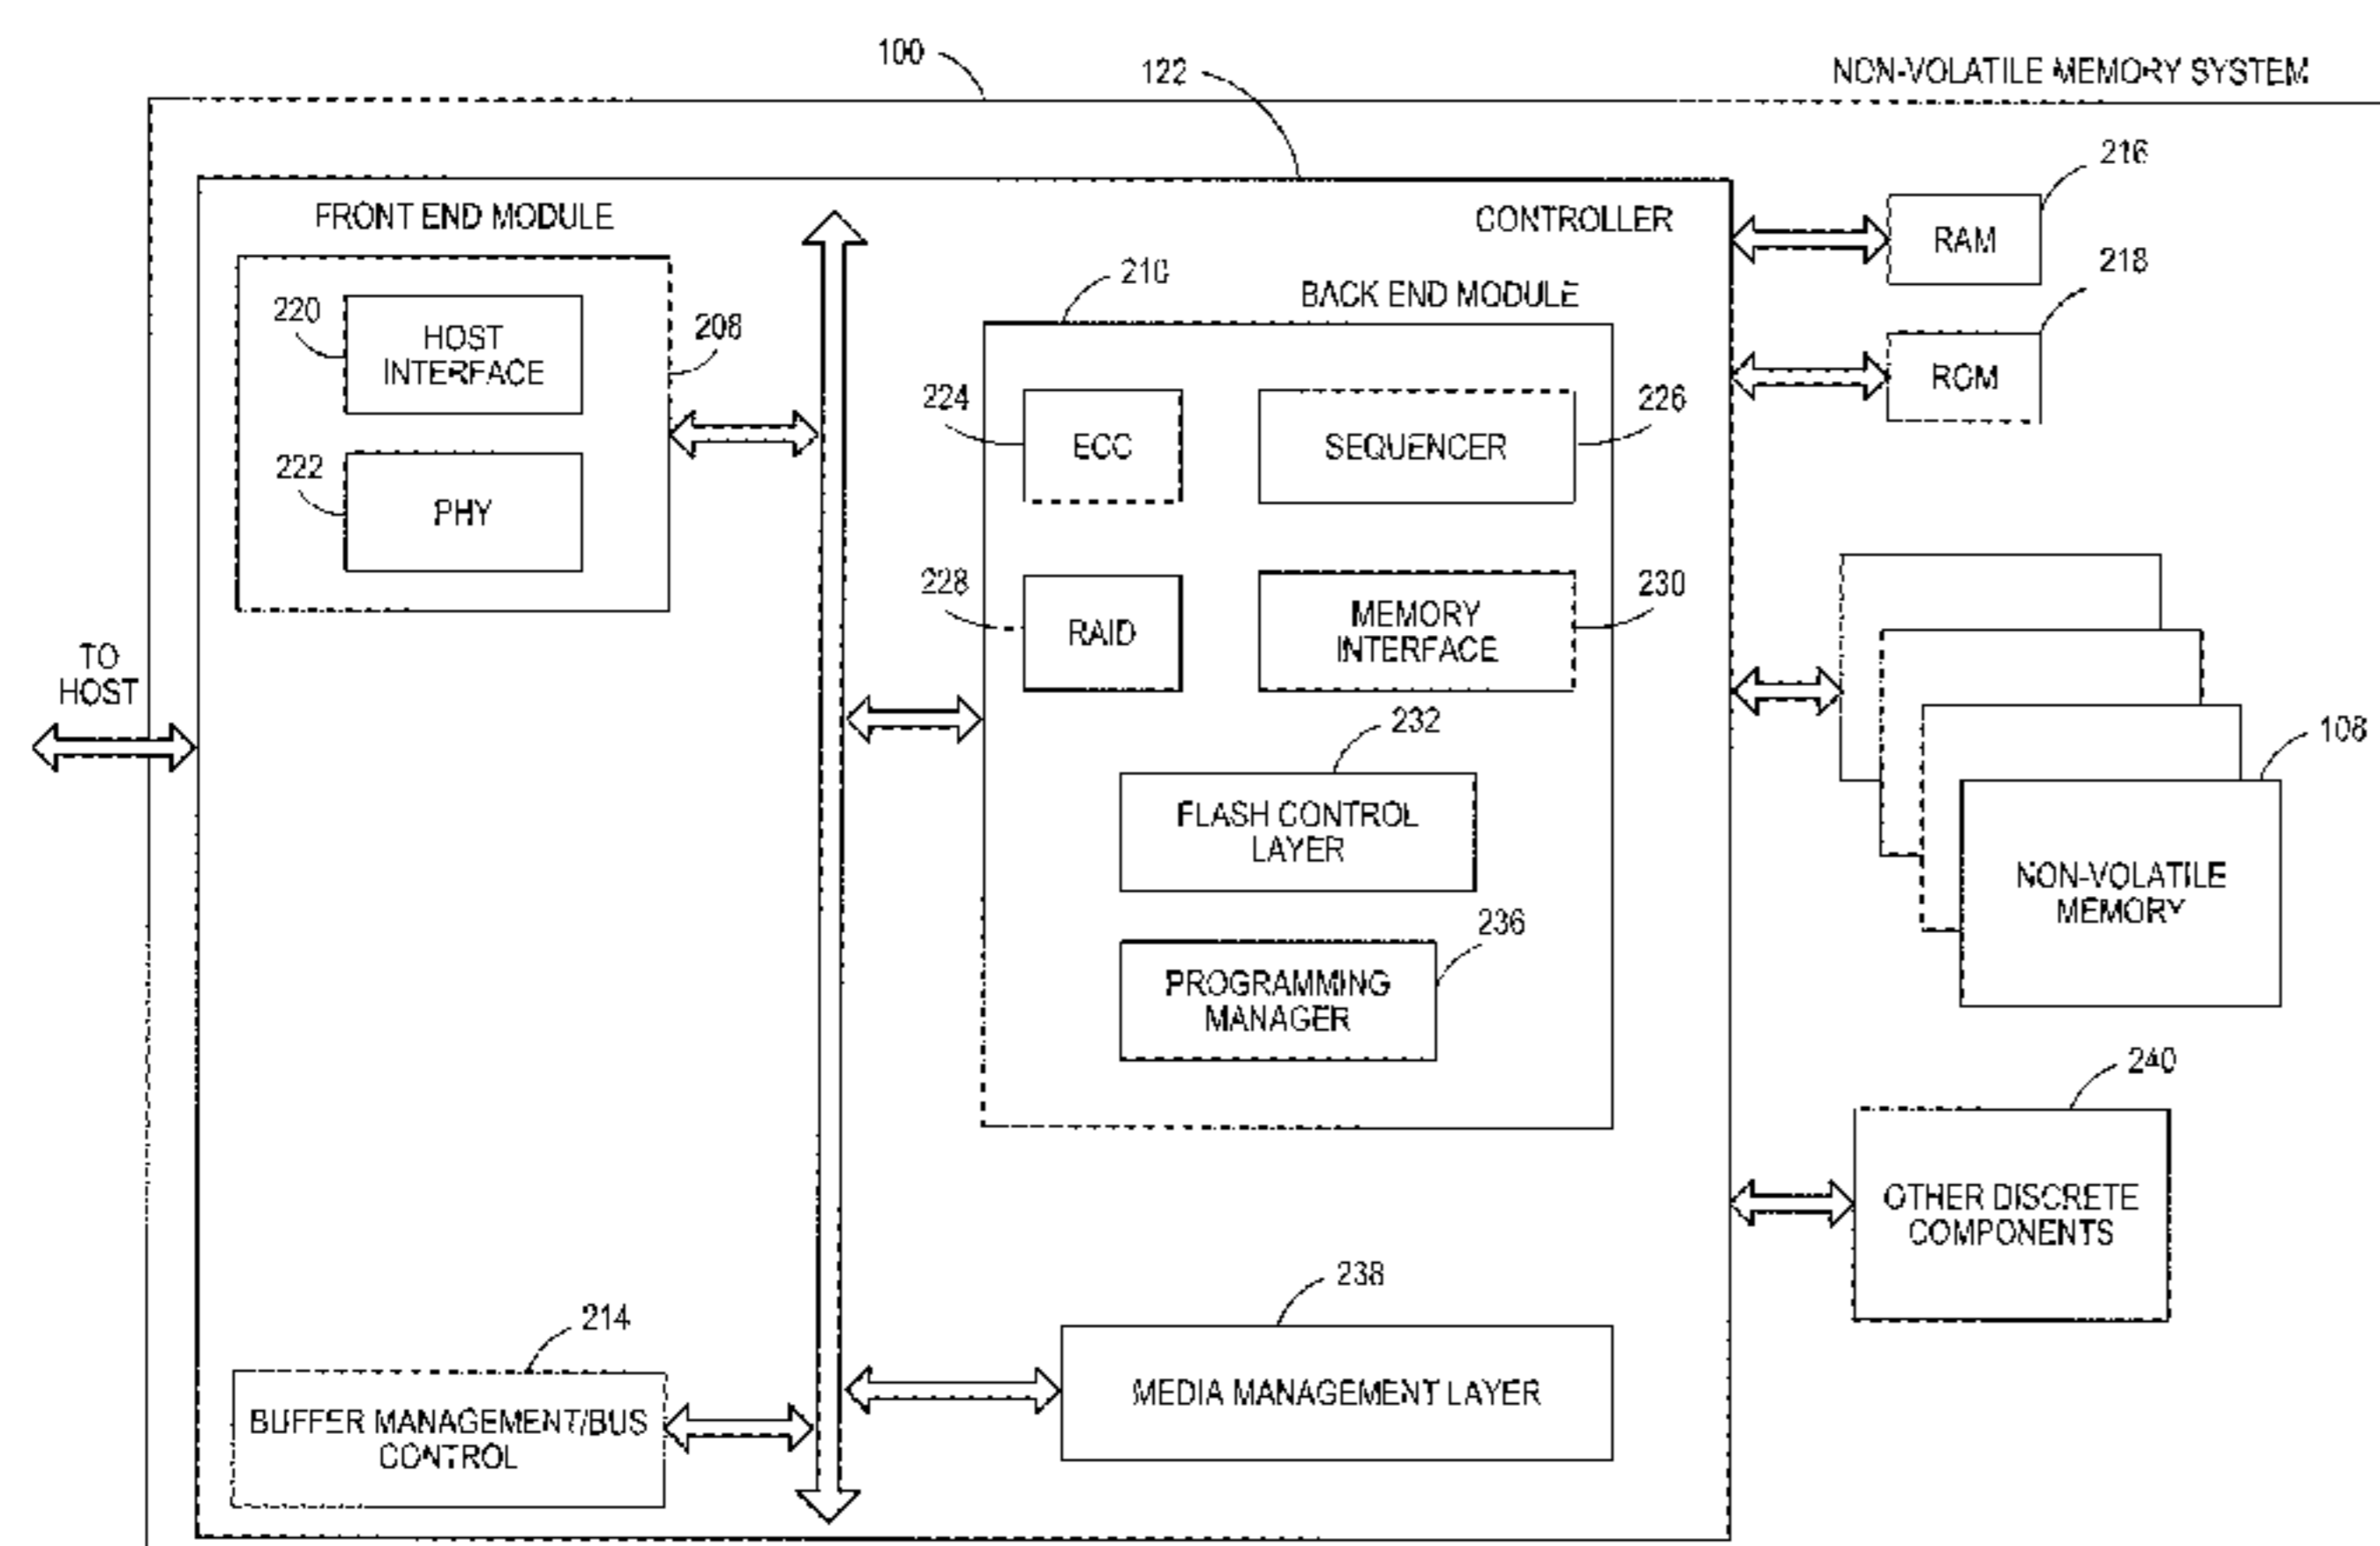 100
122
NON-VOLATILE MEMORY SYSTEM
216
FRONT END MODULE
CONTROLLER
RAM
210
218
BACK END MODULE
220
HOST
INTERFACE
208
ROM
224
ECC
SEQUENCER
226
222
PHY
228
RAID
MEMORY
INTERFACE
230
TO
HOST
232
108
FLASH CONTROL
LAYER
NON-VOLATILE
MEMORY
236
PROGRAMMING
MANAGER
240
OTHER DISCRETE
COMPONENTS
238
214
MEDIA MANAGEMENT LAYER
BUFFER MANAGEMENT/BUS
CONTROL